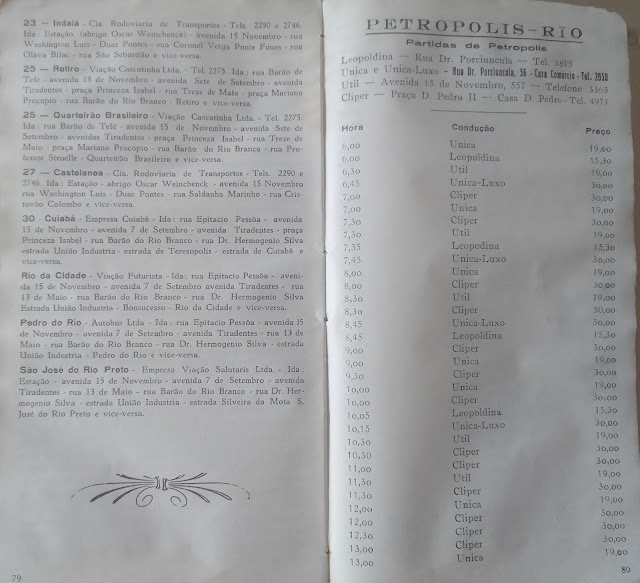 23 - Indaiá - Cia. Rodoviaria de Transportes - Tels. 2290 e 2746.
Ida: Estação (abrigo Oscar Weinchenck) - avenida 15 Novembro - rua
Washington Luis - Duas Pontes - rua Coronel Veiga Ponte Fones - rua
Olava Bilac - rua São Sebastião e vice-versa.
25 - Retiro - Viação Cascatinha Ltda. - Tel. 2275. Ida: rua Barão de
Tefé - avenida 15 de Novembro - avenida Sete de Setembro - avenida
Tiradentes - praça Princeza Isabel - rua Treze de Maio - praça Mariano
Procopio - rua Barão do Rio Branco - Retiro e vice-versa.
25 - Quarteirão Brasileiro - Viação Cascatinha Ltda. - Tel. 2275.
Ida: rua Barão de Tefé - avenida 15 de Novembro - avenida Sete de
Setembro - avenidas Tiradentes - praça Princeza Isabel - rua Treze de
Maio - praça Mariano Procópio - rua Barão do Rio Branco - rua Pro-
fessor Stroelle - Quarteirão Brasileiro e vice-versa.
27 - Castelanea - Cia. Rodoviaria de Transportes - Tels. 2290 e
2746. Ida: Estação - abrigo Oscar Weinchenck - avenida 15 Novembro
rua Washington Luis - Duas Pontes - rua Saldanha Marinho - rua Cris-
tovão Colombo e vice-versa.
30 - Cuiabá - Empresa Cuiabá - Ida: rua Epitacio Pessoa - avenida
15 de Novembro - avenida 7 de Setembro - avenida Tiradentes - praça
Princeza Isabel - rua Barão do Rio Branco - rua Dr. Hermogenio Silva
estrada União Industria - estrada de Teresopolis - estrada de Cuiabá e
vice-versa.
Rio da Cidade - Viação Futurista - Ida: rua Epitacio Pessôa - aveni-
da 15 de Novembro - avenida 7 de Setembro avenida Tiradentes - rua
13 de Maio - rua Barão do Rio Branco - rua Dr. Hermogenio Silva
Estrada União Industria - Bonsucesso - Rio da Cidade e vice-versa.
Pedro do Rio - Autobus Ltda - Ida: rua Epitacio Pessôa - avenida 15
de Novembro - avenida 7 de Setembro - avenida Tiradentes - rua 13 de
Maio - rua Barão do Rio Branco - rua Dr. Hermogenio Silva - estrada
União Industria - Pedro do Rio e vice-versa.
São José do Rio Preto - Empresa Viação Salutaris Ltda. - Ida:
Estação - avenida 15 de Novembro - avenida 7 de Setembro - avenida
Tiradentes - rua 13 de Maio - rua Barão do Rio Branco - rua Dr. Her-
mogenio Silva - estrada União Industria - estrada Silveira da Mota S.
José do Rio Preto e vice-versa.
79
PETROPOLIS-RIO
Partidas de Petropolis
Leopoldina - Rua Dr. Porciuncula - Tel. 3815
Unica e Unica-Luxo - Rua Dr. Porciuncula, 56 - Casa Comercio - Tel. 2050
Util - Avenida 15 de Novembro, 557 - Telefone 3363
Cliper - Praça D. Pedro II - Casa D. Pedro - Tel. 4971
Hora Condução Preço
6,00 Unica 19,00
6,00 Leopoldina 15,30
6,30 Util 19,00
6,45 Unica-Luxo 30,00
7,00 Cliper 30,00
7,00 Unica 19,00
7,30 Cliper 30,00
7,30 Util 19,00
7,35 Leopodina 15,30
7,45 Unica-Luxo 30,00
8,00 Unica 19,00
8,00 Cliper 30,00
8,30 Util 19,00
8,30 Cliper 30,00
8,45 Unica-Luxo 30,00
8,45 Leopoldina 15,30
9,00 Cliper 30,00
9,00 Unica 19,00
9,30 Cliper 30,00
10,00 Unica 19,00
10,00 Cliper 30,00
10,05 Leopoldina 15,30
10,15 Unica-Luxo 30,00
10,30 Util 19,00
10,30 Cliper 30,00
11,00 Cliper 30,00
11,30 Util 19,00
11,30 Cliper 30,00
12,00 Unica 19,00
12,00 Cliper 30,00
12,30 Cliper 30,00
13,00 Cliper 30,00
13,00 Unica 19,00
80